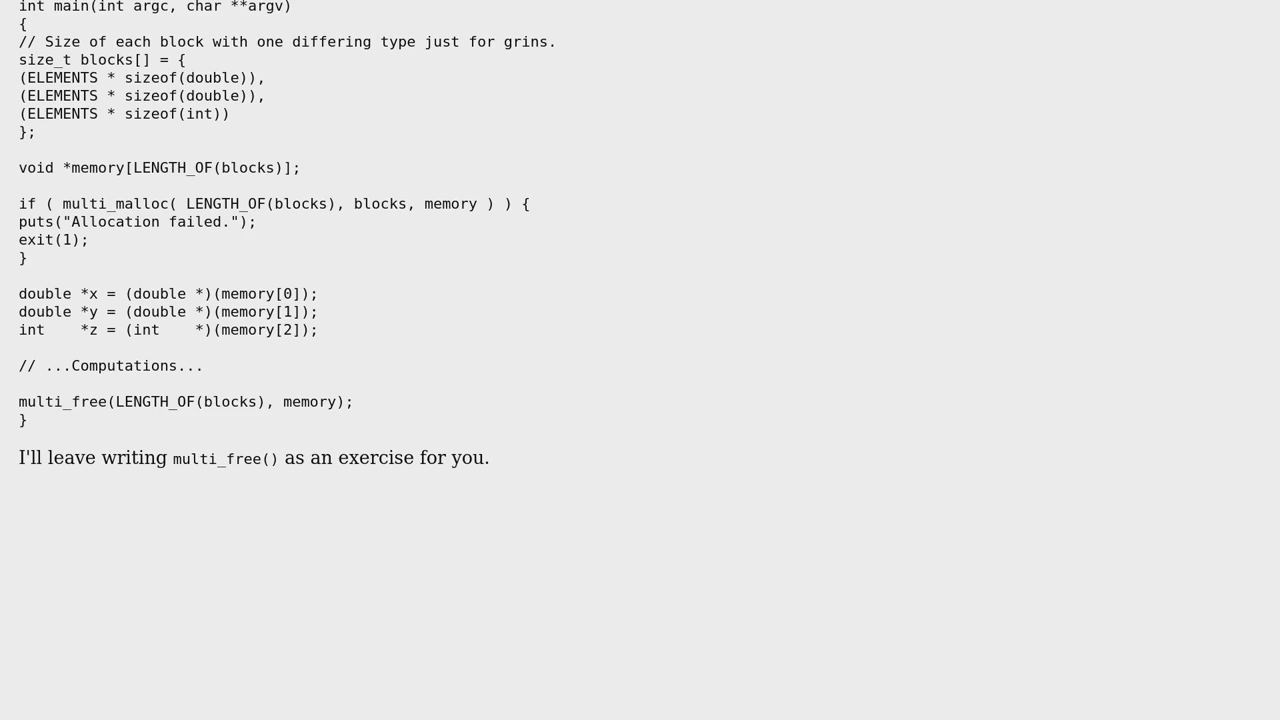 int main(int argc, char **argv)
{
// Size of each block with one differing type just for grins.
size_t blocks[] = {
(ELEMENTS * sizeof(double)),
(ELEMENTS * sizeof(double)),
(ELEMENTS * sizeof(int))
};

void *memory[LENGTH_OF(blocks)];

if ( multi_malloc( LENGTH_OF(blocks), blocks, memory ) ) {
puts("Allocation failed.");
exit(1);
}

double *x = (double *)(memory[0]);
double *y = (double *)(memory[1]);
int    *z = (int    *)(memory[2]);

// ...Computations...

multi_free(LENGTH_OF(blocks), memory);
}

I'll leave writing multi_free() as an exercise for you.